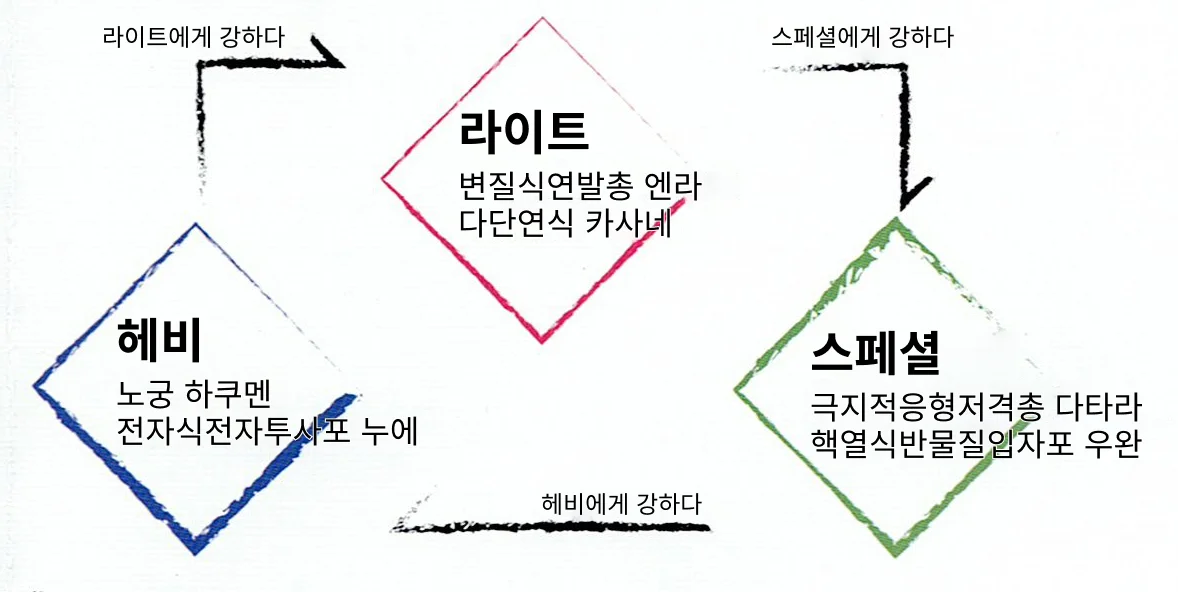 라이트에게 강하다
스페셜에게 강하다
라이트
변질식연발총 엔라
다단연식 카사네
헤비
노궁 하쿠멘
전자식전자투사포 누에
스페셜
극지적응형저격총 다타라
핵열식반물질입자포 우완
헤비에게 강하다